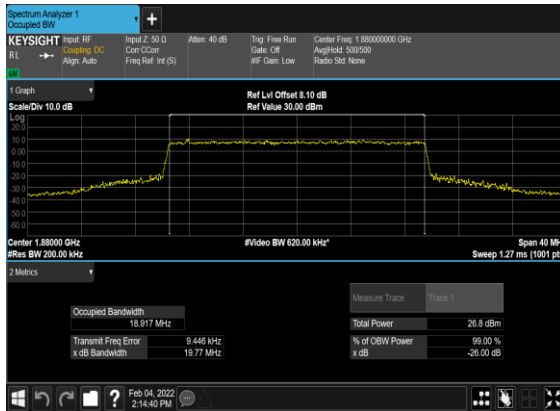 Spectrum Analyzer 1
Occupied BW
+
KEYSIGHT Input: RF Input Z: 50 Ω Atten: 40 dB Trig: Free Run Center Freq: 1.880000000 GHz
RL Coupling: DC Corr CCorr Gate: Off Avg|Hold: 500/500
Align: Auto Freq Ref: Int (S) #IF Gain: Low Radio Std: None
1 Graph
Ref Lvl Offset 8.10 dB
Scale/Div 10.0 dB Ref Value 30.00 dBm
Log
20.0
10.0
0.00
-10.0
-20.0
-30.0
-40.0
-50.0
-60.0
Center 1.88000 GHz #Video BW 620.00 kHz* Span 40 MH
#Res BW 200.00 kHz Sweep 1.27 ms (1001 pt
2 Metrics
Measure Trace Trace 1
Occupied Bandwidth
18.917 MHz Total Power 26.8 dBm
Transmit Freq Error 9.446 kHz % of OBW Power 99.00 %
x dB Bandwidth 19.77 MHz x dB -26.00 dB
? Feb 04, 2022
2:14:40 PM